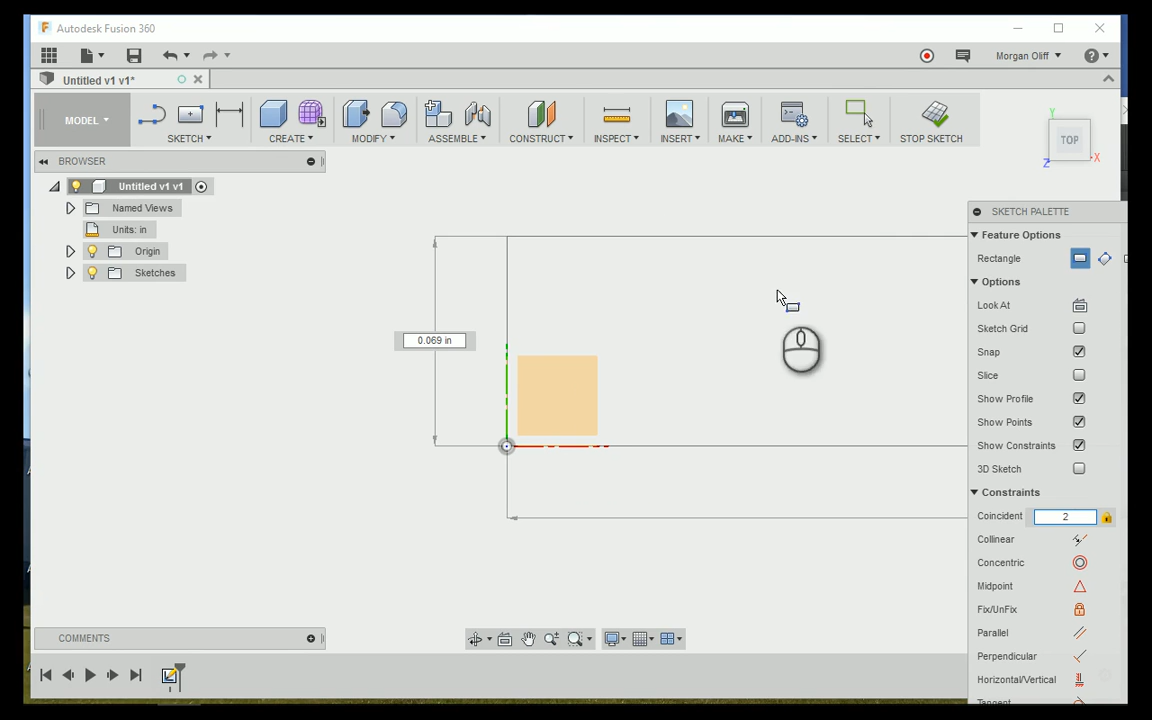 Autodesk Fusion 360
Morgan Oliff
Untitled v1 v1*
MODEL
SKETCH
CREATE
MODIFY
ASSEMBLE
CONSTRUCT
INSPECT
INSERT
MAKE
ADD-INS
SELECT
STOP SKETCH
Y
TOP
X
Z
BROWSER
Untitled v1 v1
Named Views
Units: in
Origin
Sketches
0.069 in
SKETCH PALETTE
Feature Options
Rectangle
Options
Look At
Sketch Grid
Snap
Slice
Show Profile
Show Points
Show Constraints
3D Sketch
Constraints
Coincident 2
Collinear
Concentric
Midpoint
Fix/UnFix
Parallel
Perpendicular
Horizontal/Vertical
COMMENTS